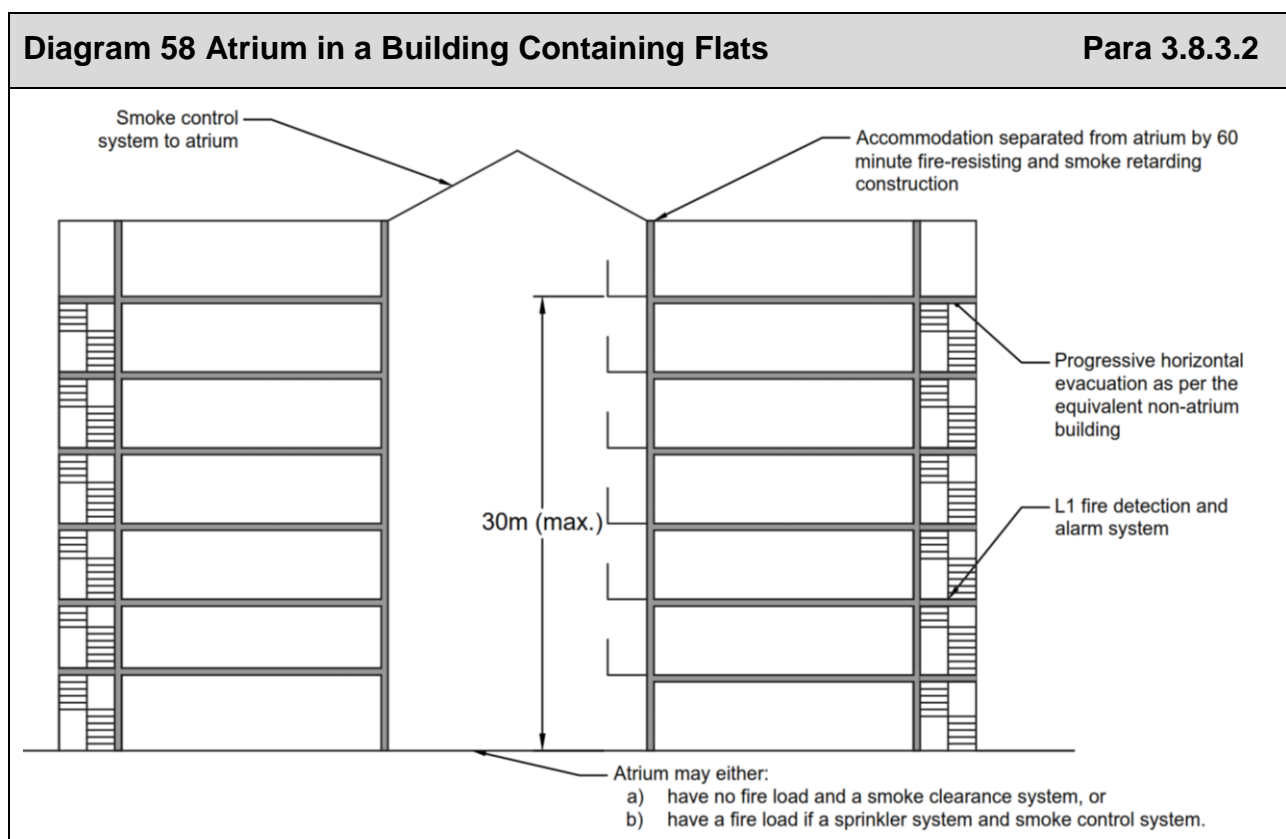 Diagram 58 Atrium in a Building Containing Flats Para 3.8.3.2
Smoke control
system to atrium
Accommodation separated from atrium by 60
minute fire-resisting and smoke retarding
construction
Progressive horizontal
evacuation as per the
equivalent non-atrium
building
30m (max.)
L1 fire detection and
alarm system
Atrium may either:
a) have no fire load and a smoke clearance system, or
b) have a fire load if a sprinkler system and smoke control system.